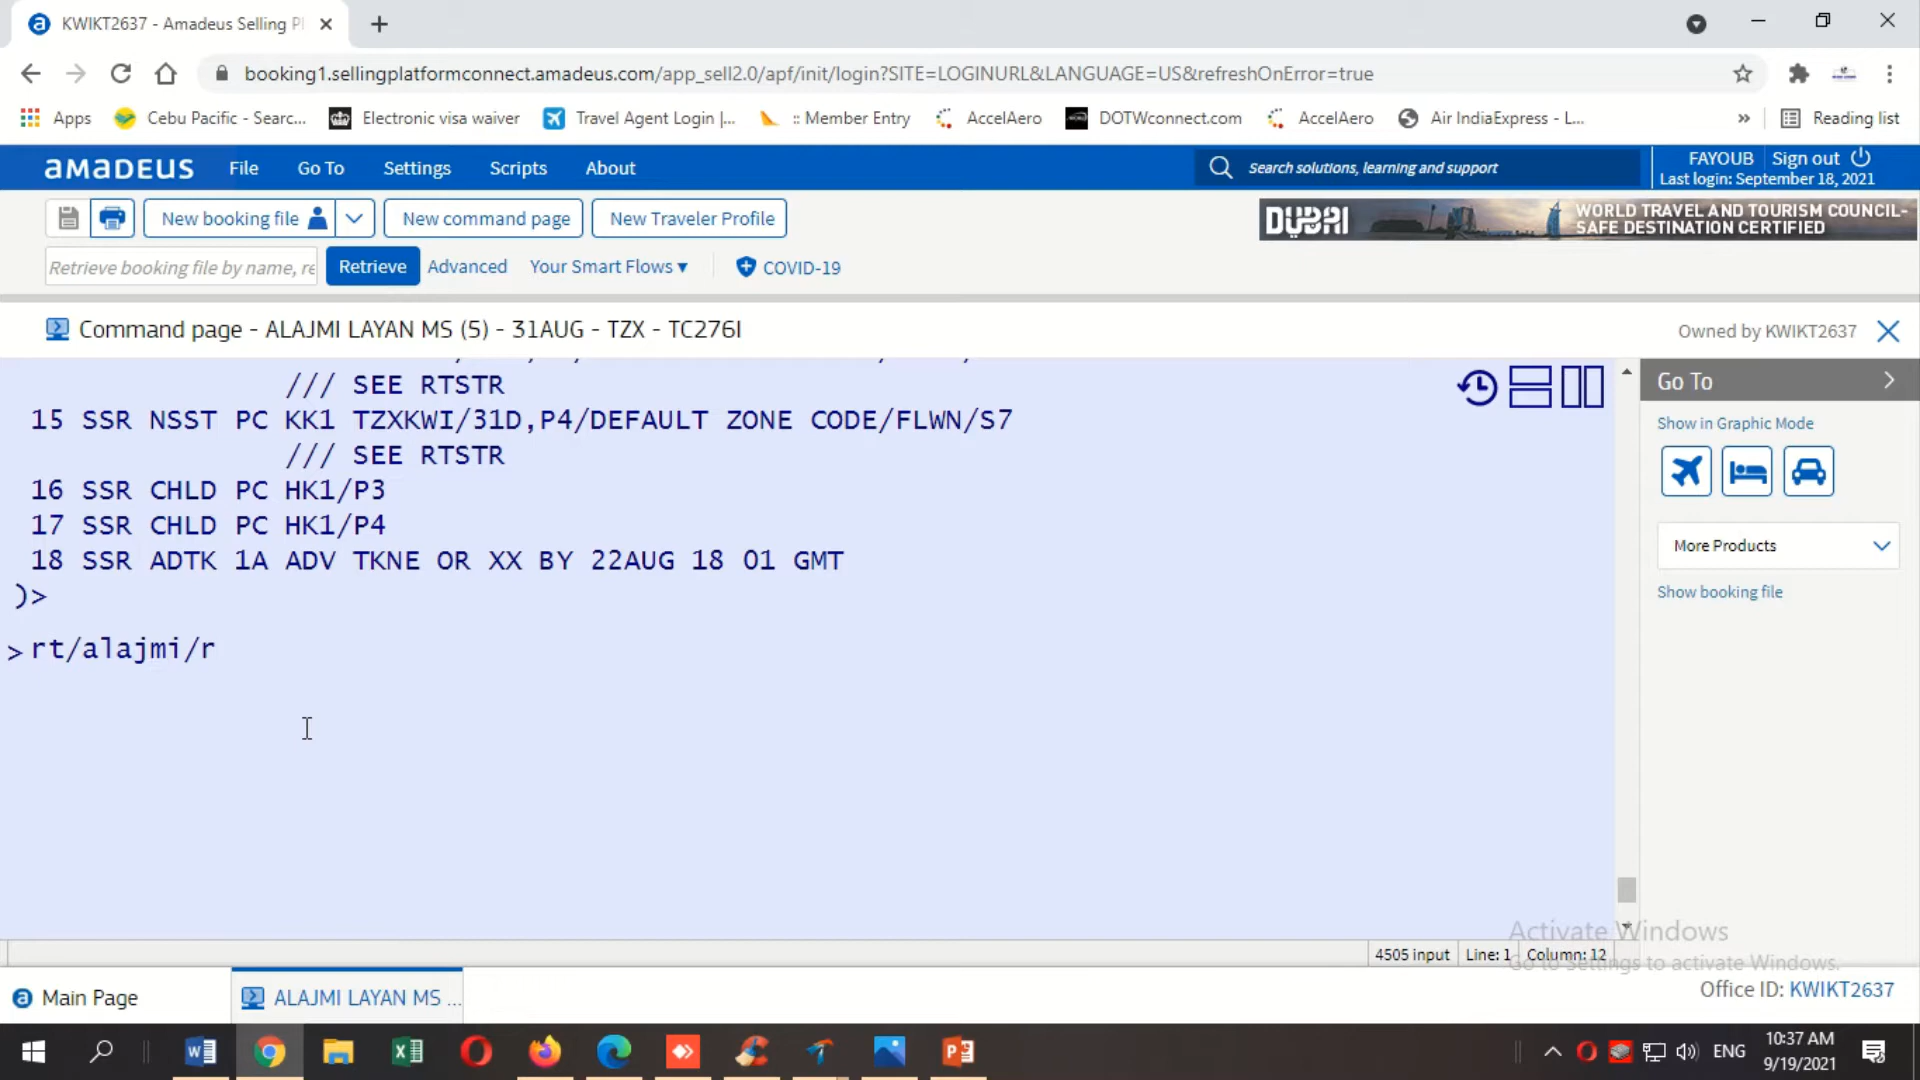 KWIKT2637 - Amadeus Selling Pl
booking1.sellingplatformconnect.amadeus.com/app_sell2.0/apf/init/login?SITE=LOGINURL&LANGUAGE=US&refreshOnError=true
Apps Cebu Pacific - Searc... Electronic visa waiver Travel Agent Login |... :: Member Entry AccelAero DOTWconnect.com AccelAero Air IndiaExpress - L... » Reading list
amadeus File Go To Settings Scripts About Search solutions, learning and support FAYOUB Sign out
Last login: September 18, 2021
New booking file New command page New Traveler Profile
DUBAI WORLD TRAVEL AND TOURISM COUNCIL-
SAFE DESTINATION CERTIFIED
Retrieve booking file by name, re Retrieve Advanced Your Smart Flows ▾ COVID-19
Command page - ALAJMI LAYAN MS (5) - 31AUG - TZX - TC276I Owned by KWIKT2637
/// SEE RTSTR
15 SSR NSST PC KK1 TZXKWI/31D,P4/DEFAULT ZONE CODE/FLWN/S7
/// SEE RTSTR
16 SSR CHLD PC HK1/P3
17 SSR CHLD PC HK1/P4
18 SSR ADTK 1A ADV TKNE OR XX BY 22AUG 18 01 GMT
)>
>rt/alajmi/r
Go To
Show in Graphic Mode
More Products
Show booking file
Activate Windows
Go to Settings to activate Windows.
4505 input Line: 1 Column: 12
Main Page ALAJMI LAYAN MS ...
Office ID: KWIKT2637
ENG 10:37 AM
9/19/2021